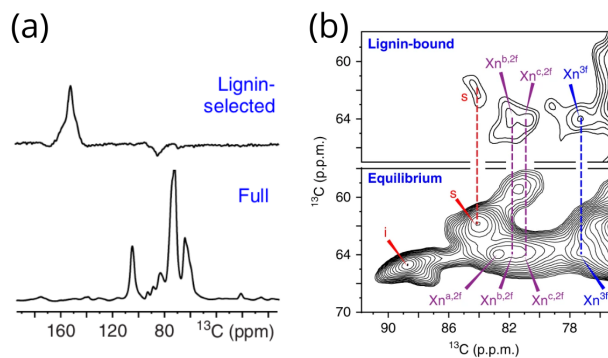 (a)
Lignin-
selected
Full
160 120 80 40
¹³C (ppm)
(b)
Lignin-bound
Xnᵇ,²ᶠ
Xnᶜ,²ᶠ
Xn³ᶠ
s
60
64
¹³C (p.p.m.)
Equilibrium
s
i
60
64
70
Xnᵃ,²ᶠ Xnᵇ,²ᶠ Xnᶜ,²ᶠ Xn³ᶠ
90 86 82 78
¹³C (p.p.m.)
¹³C (p.p.m.)